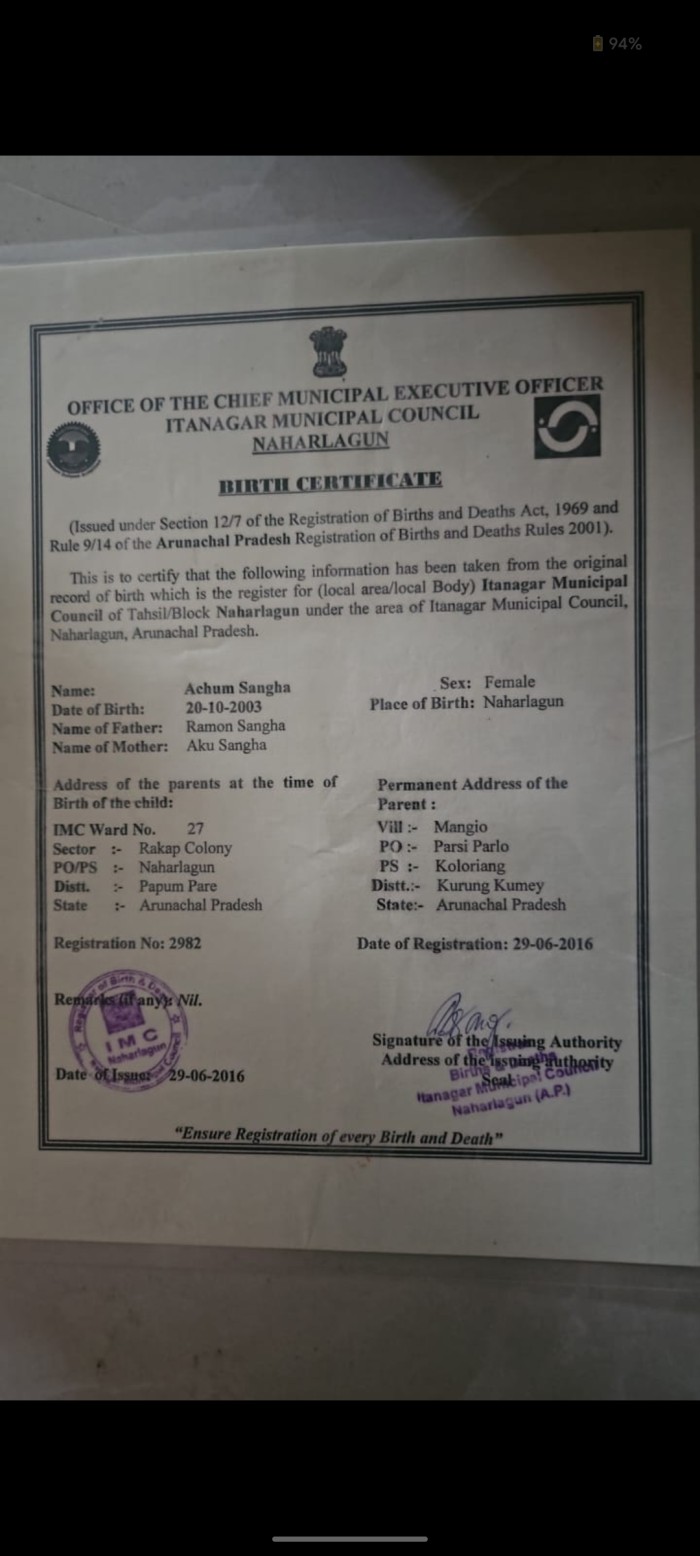 94%
OFFICE OF THE CHIEF MUNICIPAL EXECUTIVE OFFICER
ITANAGAR MUNICIPAL COUNCIL
NAHARLAGUN
BIRTH CERTIFICATE
(Issued under Section 12/7 of the Registration of Births and Deaths Act, 1969 and
Rule 9/14 of the Arunachal Pradesh Registration of Births and Deaths Rules 2001).
This is to certify that the following information has been taken from the original
record of birth which is the register for (local area/local Body) Itanagar Municipal
Council of Tahsil/Block Naharlagun under the area of Itanagar Municipal Council,
Naharlagun, Arunachal Pradesh.
Name: Achum Sangha
Sex: Female
Date of Birth: 20-10-2003
Place of Birth: Naharlagun
Name of Father: Ramon Sangha
Name of Mother: Aku Sangha
Address of the parents at the time of
Birth of the child:
IMC Ward No. 27
Sector :- Rakap Colony
PO/PS :- Naharlagun
Distt. :- Papum Pare
State :- Arunachal Pradesh
Permanent Address of the
Parent :
Vill :- Mangio
PO :- Parsi Parlo
PS :- Koloriang
Distt.:- Kurung Kumey
State:- Arunachal Pradesh
Registration No: 2982
Date of Registration: 29-06-2016
Remarks (if any): Nil.
of Birth &
IMC
Naharlagun
Date of Issue: 29-06-2016
Signature of the Issuing Authority
Address of the issuing authority
Seal
Itanagar Municipal Council
Naharlagun (A.P.)
"Ensure Registration of every Birth and Death"